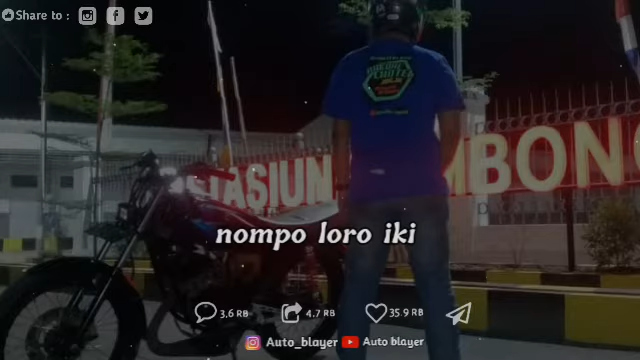 Share to :
STASIUN
MBONG
nompo loro iki
3,6 RB
4.7 RB
35.9 RB
Auto_blayer
Auto blayer